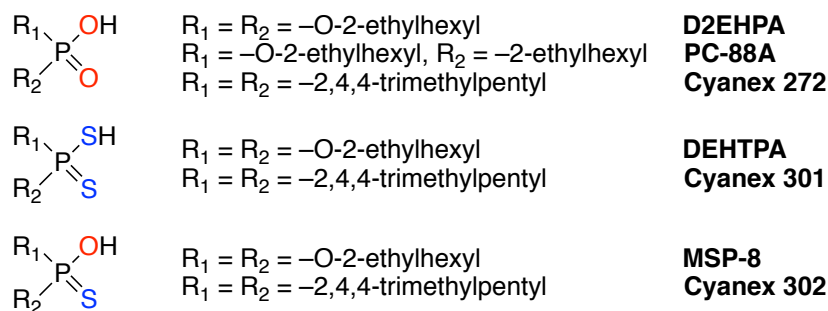 R1 OH R1 = R2 = –O-2-ethylhexyl D2EHPA
P R1 = –O-2-ethylhexyl, R2 = –2-ethylhexyl PC-88A
R2 O R1 = R2 = –2,4,4-trimethylpentyl Cyanex 272
R1 SH R1 = R2 = –O-2-ethylhexyl DEHTPA
P
R2 S R1 = R2 = –2,4,4-trimethylpentyl Cyanex 301
R1 OH R1 = R2 = –O-2-ethylhexyl MSP-8
P
R2 S R1 = R2 = –2,4,4-trimethylpentyl Cyanex 302